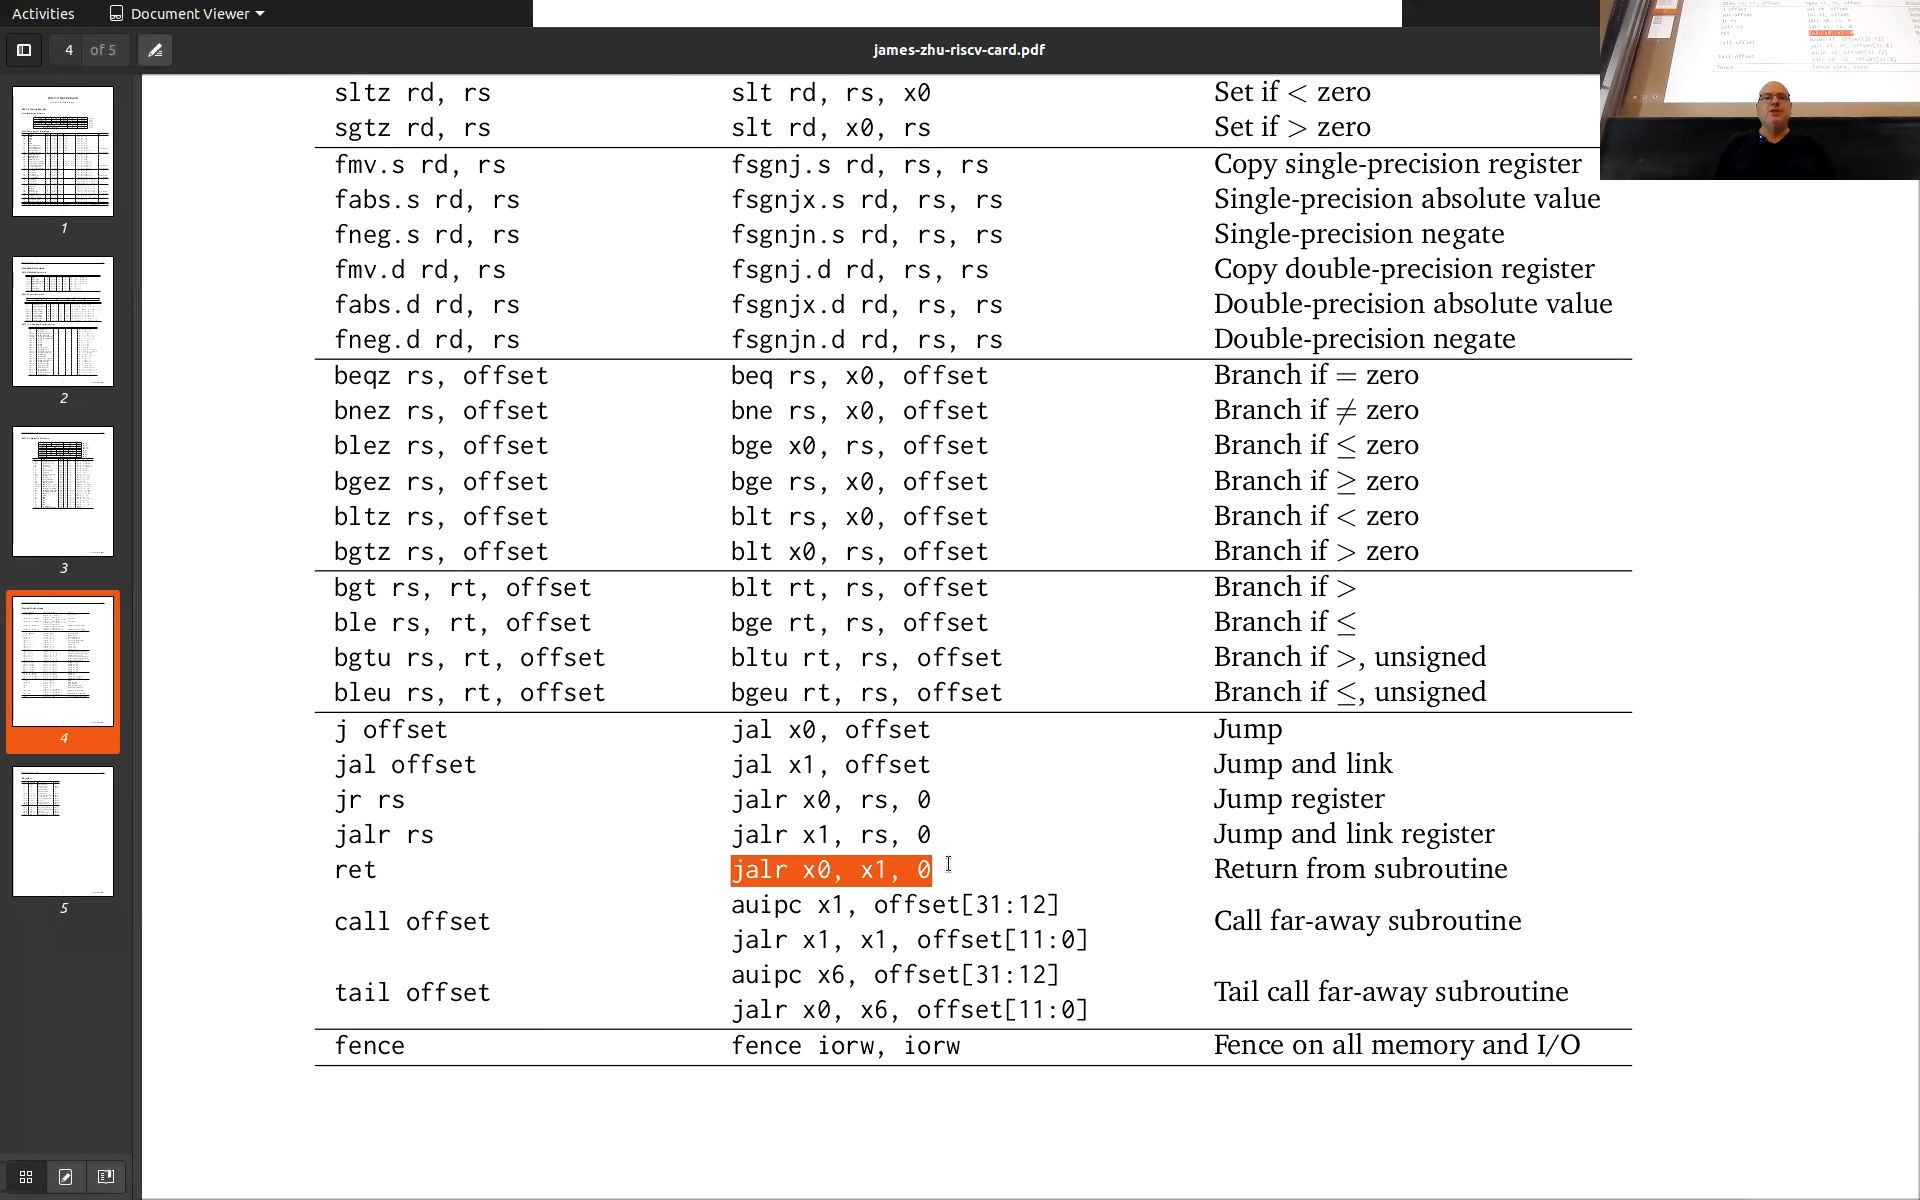 Activities Document Viewer
4 of 5 james-zhu-riscv-card.pdf
1
2
3
4
5
sltz rd, rs slt rd, rs, x0 Set if < zero
sgtz rd, rs slt rd, x0, rs Set if > zero
fmv.s rd, rs fsgnj.s rd, rs, rs Copy single-precision register
fabs.s rd, rs fsgnjx.s rd, rs, rs Single-precision absolute value
fneg.s rd, rs fsgnjn.s rd, rs, rs Single-precision negate
fmv.d rd, rs fsgnj.d rd, rs, rs Copy double-precision register
fabs.d rd, rs fsgnjx.d rd, rs, rs Double-precision absolute value
fneg.d rd, rs fsgnjn.d rd, rs, rs Double-precision negate
beqz rs, offset beq rs, x0, offset Branch if = zero
bnez rs, offset bne rs, x0, offset Branch if ≠ zero
blez rs, offset bge x0, rs, offset Branch if ≤ zero
bgez rs, offset bge rs, x0, offset Branch if ≥ zero
bltz rs, offset blt rs, x0, offset Branch if < zero
bgtz rs, offset blt x0, rs, offset Branch if > zero
bgt rs, rt, offset blt rt, rs, offset Branch if >
ble rs, rt, offset bge rt, rs, offset Branch if ≤
bgtu rs, rt, offset bltu rt, rs, offset Branch if >, unsigned
bleu rs, rt, offset bgeu rt, rs, offset Branch if ≤, unsigned
j offset jal x0, offset Jump
jal offset jal x1, offset Jump and link
jr rs jalr x0, rs, 0 Jump register
jalr rs jalr x1, rs, 0 Jump and link register
ret jalr x0, x1, 0 Return from subroutine
auipc x1, offset[31:12]
call offset Call far-away subroutine
jalr x1, x1, offset[11:0]
auipc x6, offset[31:12]
tail offset Tail call far-away subroutine
jalr x0, x6, offset[11:0]
fence fence iorw, iorw Fence on all memory and I/O